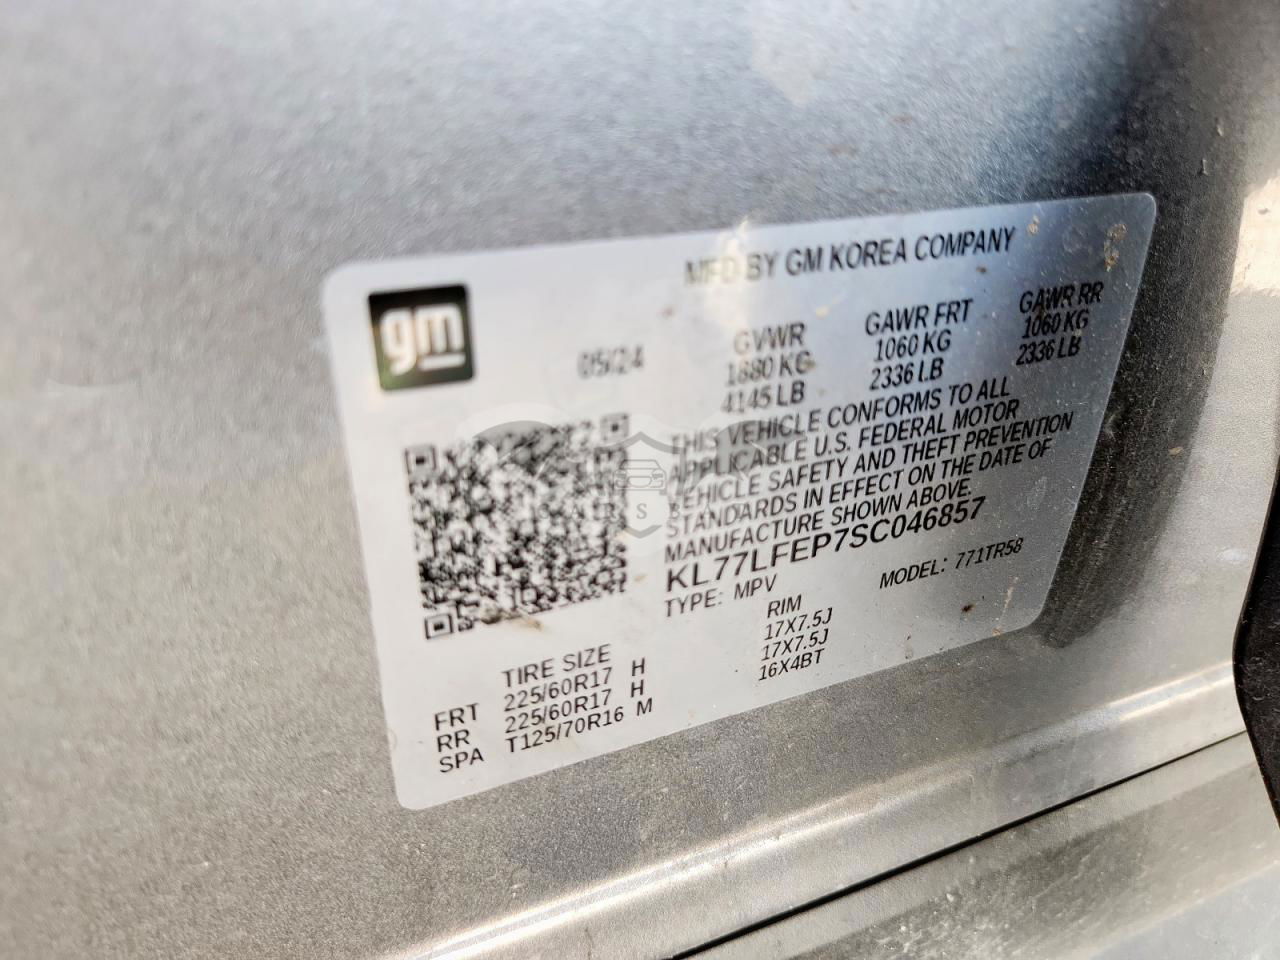 gm
MFD BY GM KOREA COMPANY
05/24
GVWR GAWR FRT GAWR RR
1880 KG 1060 KG 1060 KG
4145 LB 2336 LB 2336 LB
THIS VEHICLE CONFORMS TO ALL
APPLICABLE U.S. FEDERAL MOTOR
VEHICLE SAFETY AND THEFT PREVENTION
STANDARDS IN EFFECT ON THE DATE OF
MANUFACTURE SHOWN ABOVE.
KL77LFEP7SC046857
TYPE: MPV MODEL: 771TR58
TIRE SIZE RIM
FRT 225/60R17 H 17X7.5J
RR 225/60R17 H 17X7.5J
SPA T125/70R16 M 16X4BT